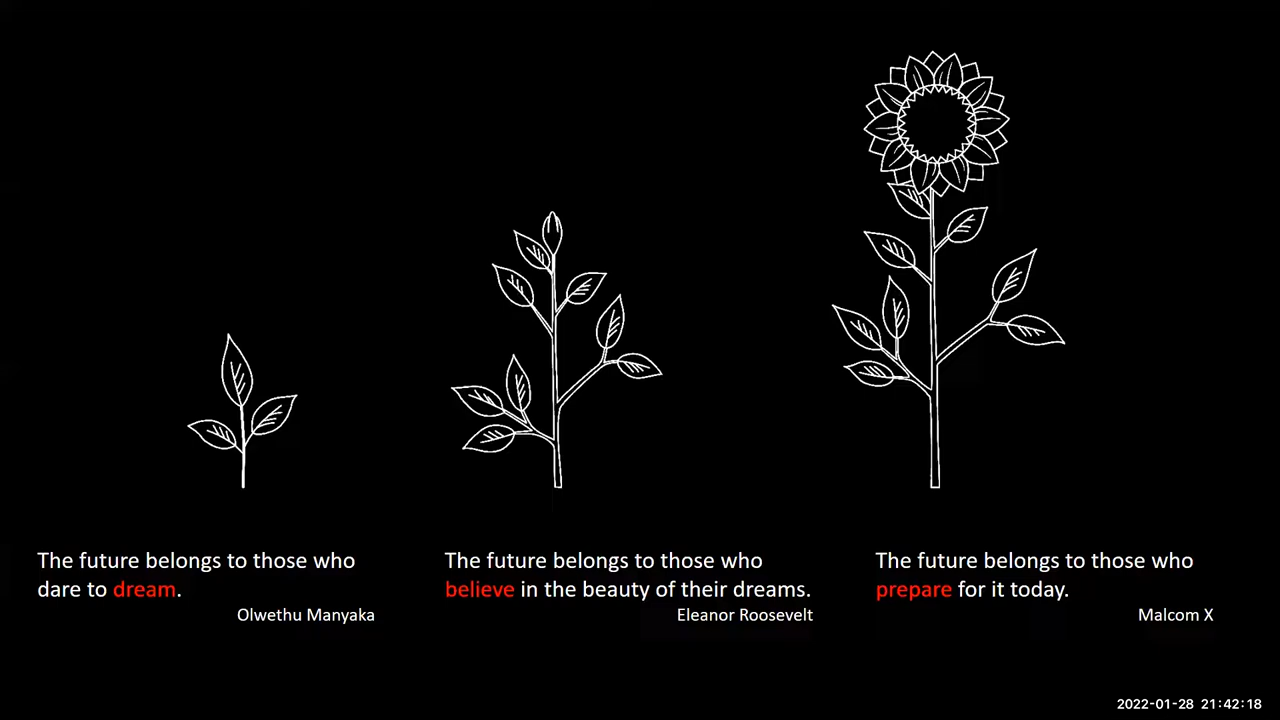 The future belongs to those who
dare to dream.
Olwethu Manyaka
The future belongs to those who
believe in the beauty of their dreams.
Eleanor Roosevelt
The future belongs to those who
prepare for it today.
Malcom X
2022-01-28 21:42:18